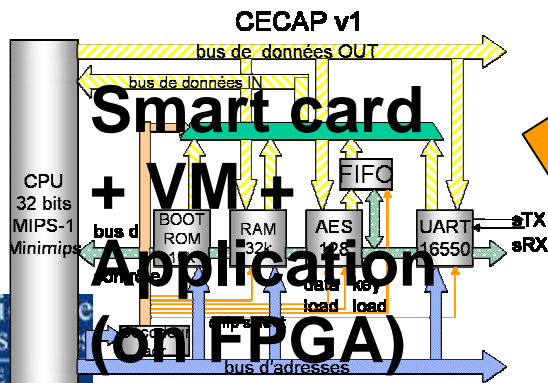 CECAP v1
bus de données OUT
bus de données IN
Smart card
+ VM +
Application
(on FPGA)
CPU
32 bits
MIPS-1
Minimips
FIFO
BOOT
ROM
RAM
32k
AES
128
UART
16550
sTX
sRX
bus d
data key
load load
bus d'adresses